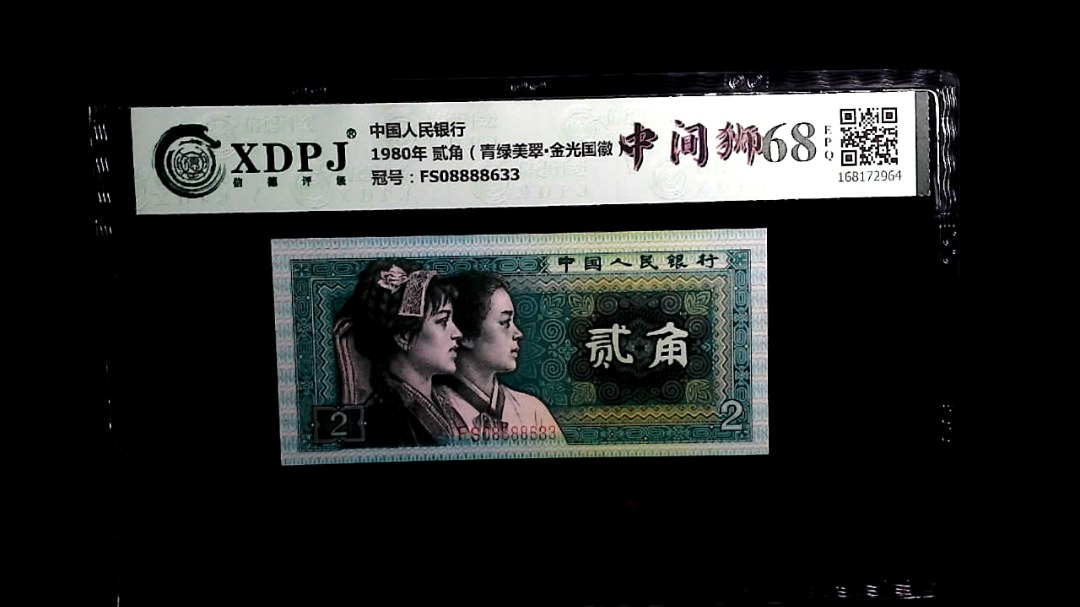 XDPJ®
信德评级
中国人民银行
1980年 贰角（青绿美翠·金光国徽
冠号：FS08888633
中间狮
68
EPQ
168172964
中国人民银行
贰角
2
2
FS08888633